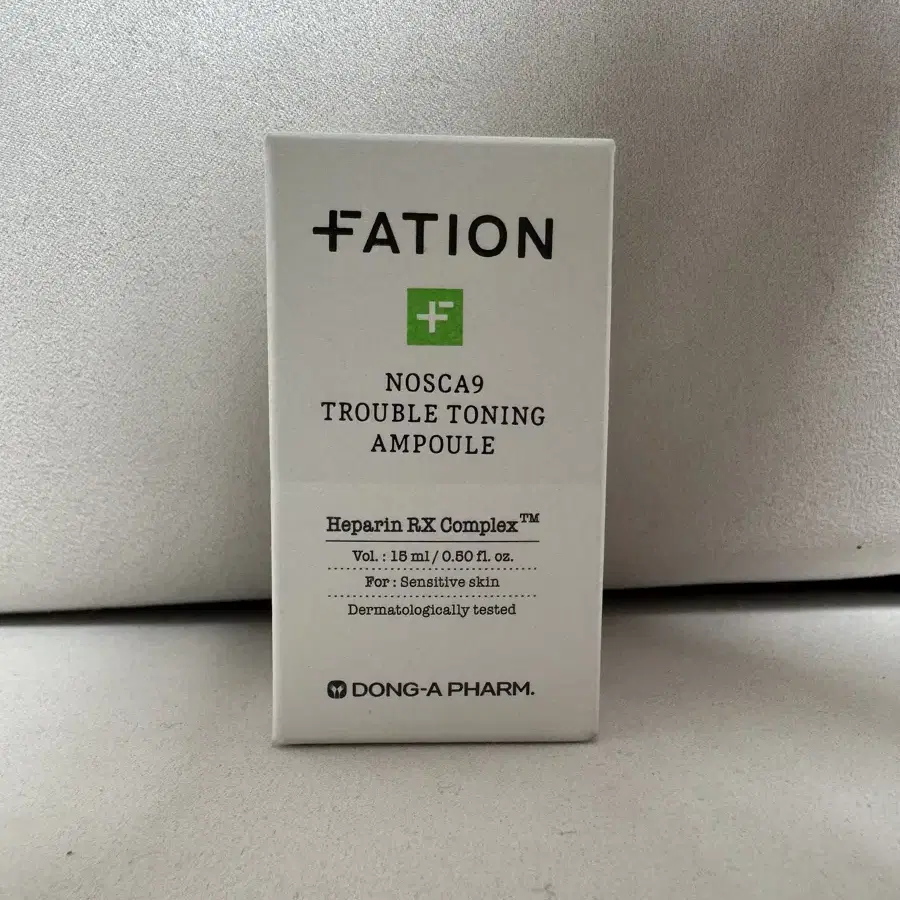 FATION
NOSCA9
TROUBLE TONING
AMPOULE
Heparin RX Complex™
Vol. : 15 ml / 0.50 fl. oz.
For : Sensitive skin
Dermatologically tested
DONG-A PHARM.